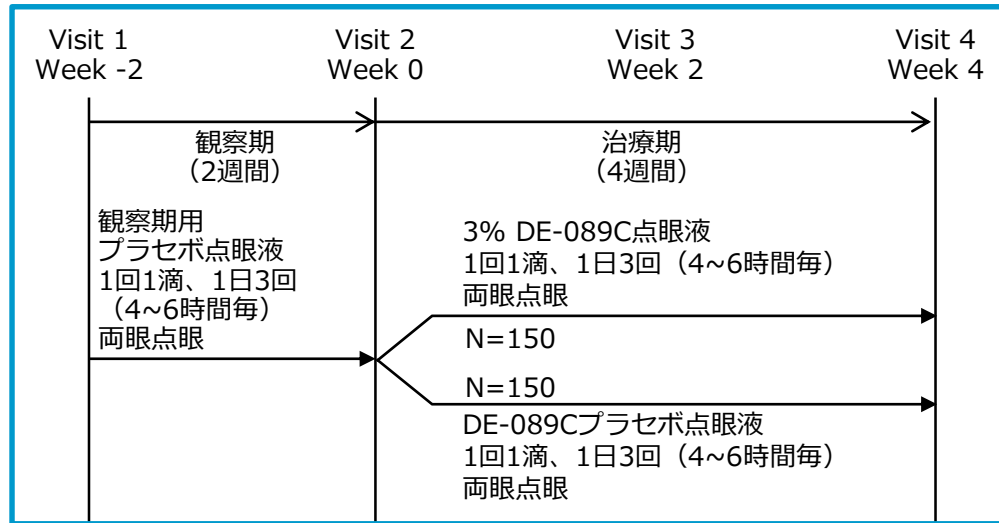 Visit 1
Week -2
Visit 2
Week 0
Visit 3
Week 2
Visit 4
Week 4
観察期
（2週間）
治療期
（4週間）
観察期用
プラセボ点眼液
1回1滴、1日3回
（4~6時間毎）
両眼点眼
3% DE-089C点眼液
1回1滴、1日3回（4~6時間毎）
両眼点眼
N=150
N=150
DE-089Cプラセボ点眼液
1回1滴、1日3回（4~6時間毎）
両眼点眼